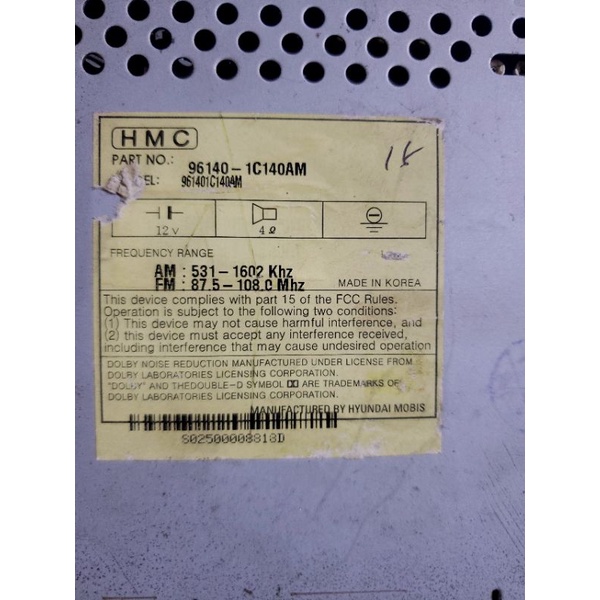 HMC
PART NO.: 96140-1C140AM
961401C140AM
12V 4Ω
FREQUENCY RANGE
AM : 531-1602 Khz
FM : 87.5-108.0 Mhz
MADE IN KOREA
This device complies with part 15 of the FCC Rules.
Operation is subject to the following two conditions:
(1) This device may not cause harmful interference, and
(2) this device must accept any interference received,
including interference that may cause undesired operation
DOLBY NOISE REDUCTION MANUFACTURED UNDER LICENSE FROM
DOLBY LABORATORIES LICENSING CORPORATION.
"DOLBY" AND THEDOUBLE-D SYMBOL ARE TRADEMARKS OF
DOLBY LABORATORIES LICENSING CORPORATION.
MANUFACTURED BY HYUNDAI MOBIS
S02500008818D